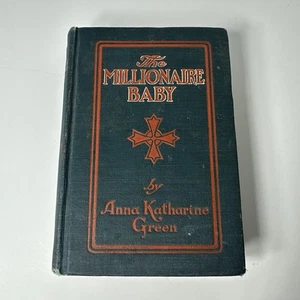 The
MILLIONAIRE
BABY
by
Anna Katharine
Green